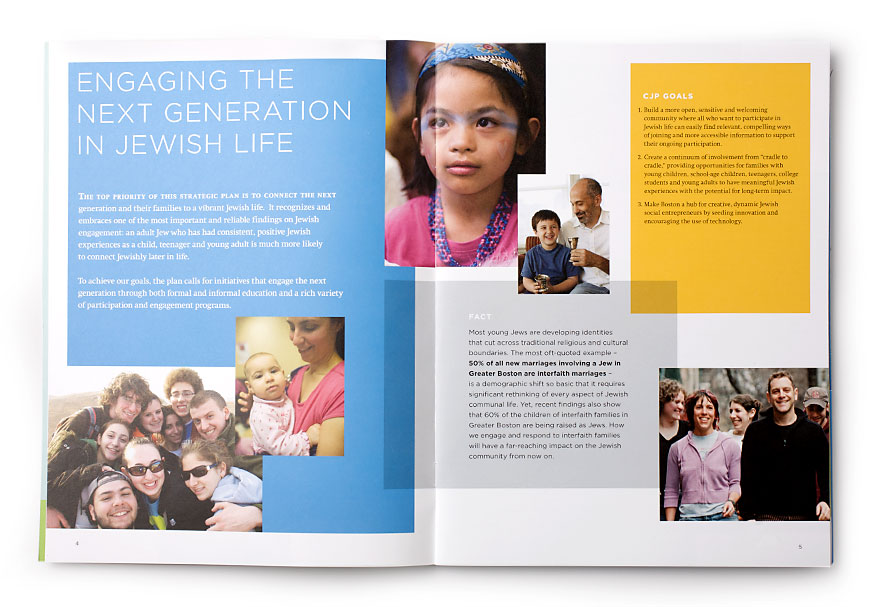 ENGAGING THE
NEXT GENERATION
IN JEWISH LIFE
THE TOP PRIORITY OF THIS STRATEGIC PLAN IS TO CONNECT THE NEXT
generation and their families to a vibrant Jewish life. It recognizes and
embraces one of the most important and reliable findings on Jewish
engagement: an adult Jew who has had consistent, positive Jewish
experiences as a child, teenager and young adult is much more likely
to connect Jewishly later in life.
To achieve our goals, the plan calls for initiatives that engage the next
generation through both formal and informal education and a rich variety
of participation and engagement programs.
4
FACT
Most young Jews are developing identities
that cut across traditional religious and cultural
boundaries. The most oft-quoted example –
50% of all new marriages involving a Jew in
Greater Boston are interfaith marriages –
is a demographic shift so basic that it requires
significant rethinking of every aspect of Jewish
communal life. Yet, recent findings also show
that 60% of the children of interfaith families in
Greater Boston are being raised as Jews. How
we engage and respond to interfaith families
will have a far-reaching impact on the Jewish
community from now on.
CJP GOALS
1. Build a more open, sensitive and welcoming
community where all who want to participate in
Jewish life can easily find relevant, compelling ways
of joining and more accessible information to support
their ongoing participation.
2. Create a continuum of involvement from "cradle to
cradle," providing opportunities for families with
young children, school-age children, teenagers, college
students and young adults to have meaningful Jewish
experiences with the potential for long-term impact.
3. Make Boston a hub for creative, dynamic Jewish
social entrepreneurs by seeding innovation and
encouraging the use of technology.
5